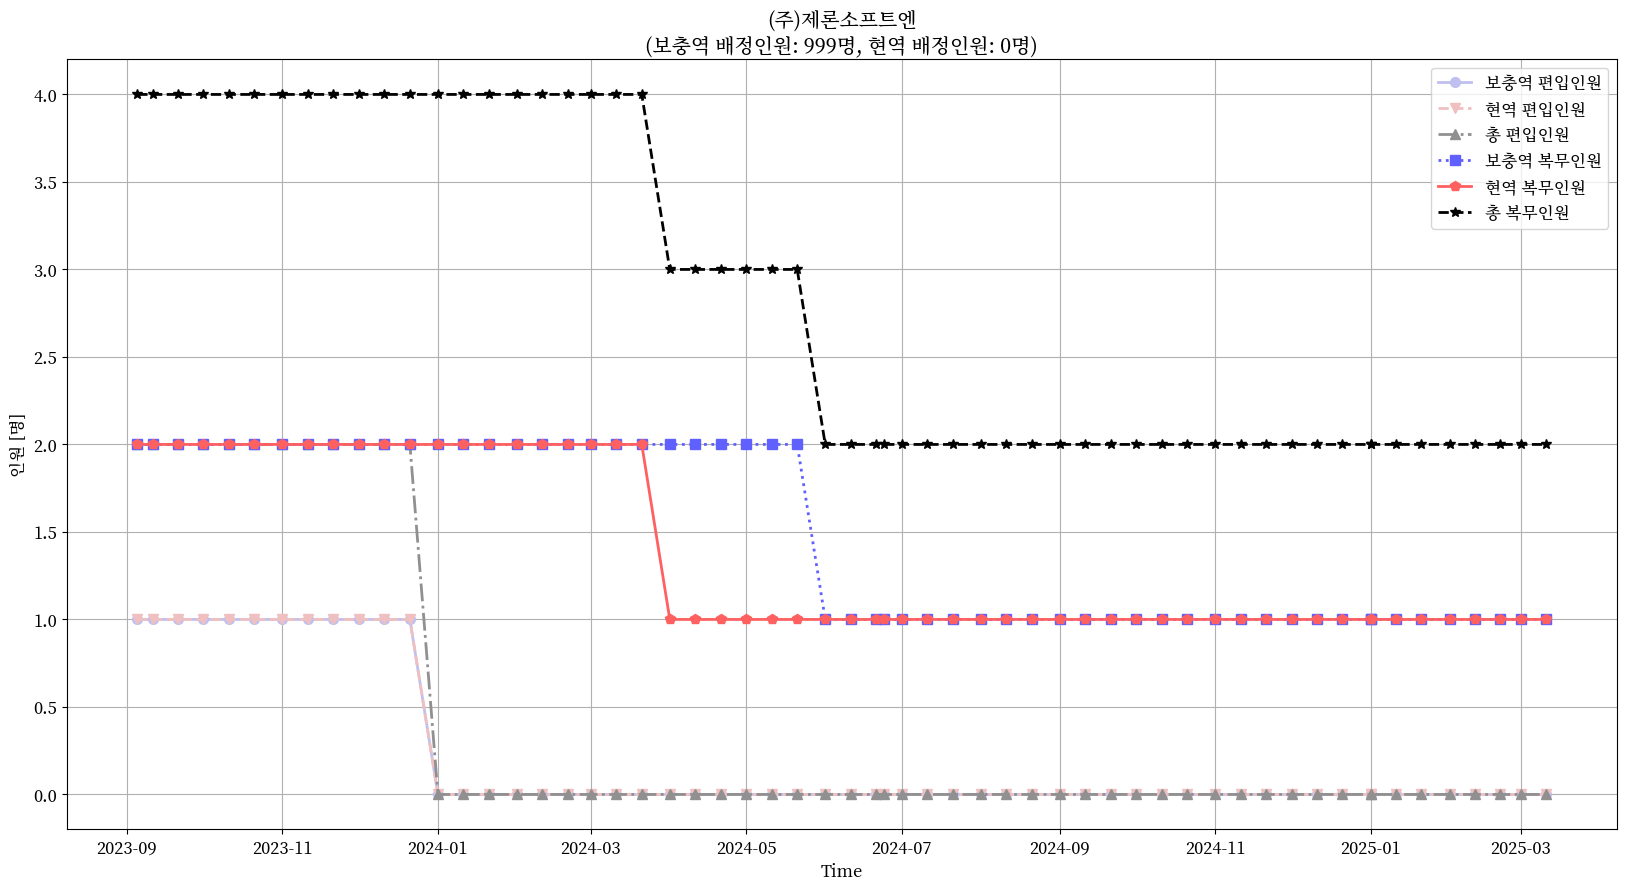 (주)제론소프트엔
(보충역 배정인원: 999명, 현역 배정인원: 0명)
보충역 편입인원
현역 편입인원
총 편입인원
보충역 복무인원
현역 복무인원
총 복무인원
인원 [명]
4.0
3.5
3.0
2.5
2.0
1.5
1.0
0.5
0.0
2023-09 2023-11 2024-01 2024-03 2024-05 2024-07 2024-09 2024-11 2025-01 2025-03
Time